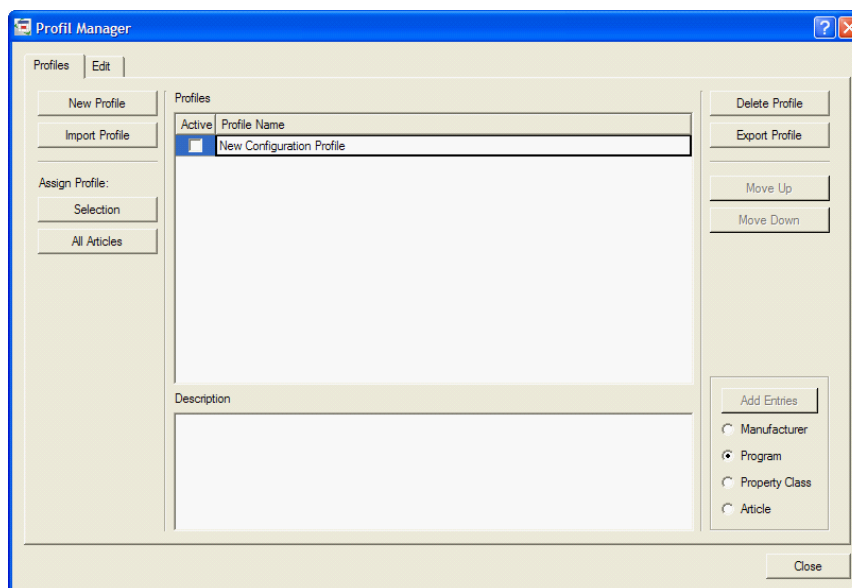 Profil Manager
Profiles
Edit
New Profile
Import Profile
Assign Profile:
Selection
All Articles
Profiles
Active Profile Name
New Configuration Profile
Description
Delete Profile
Export Profile
Move Up
Move Down
Add Entries
Manufacturer
Program
Property Class
Article
Close